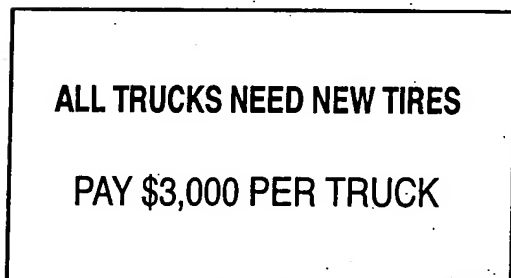 ALL TRUCKS NEED NEW TIRES
PAY $3,000 PER TRUCK